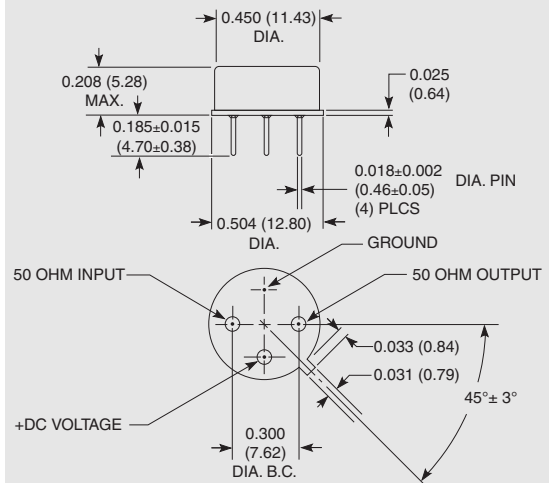 0.450 (11.43)
DIA.
0.208 (5.28)
MAX.
0.025
(0.64)
0.185±0.015
(4.70±0.38)
0.018±0.002
(0.46±0.05)
(4) PLCS
DIA. PIN
0.504 (12.80)
DIA.
GROUND
50 OHM INPUT
50 OHM OUTPUT
0.033 (0.84)
0.031 (0.79)
45°± 3°
+DC VOLTAGE
0.300
(7.62)
DIA. B.C.